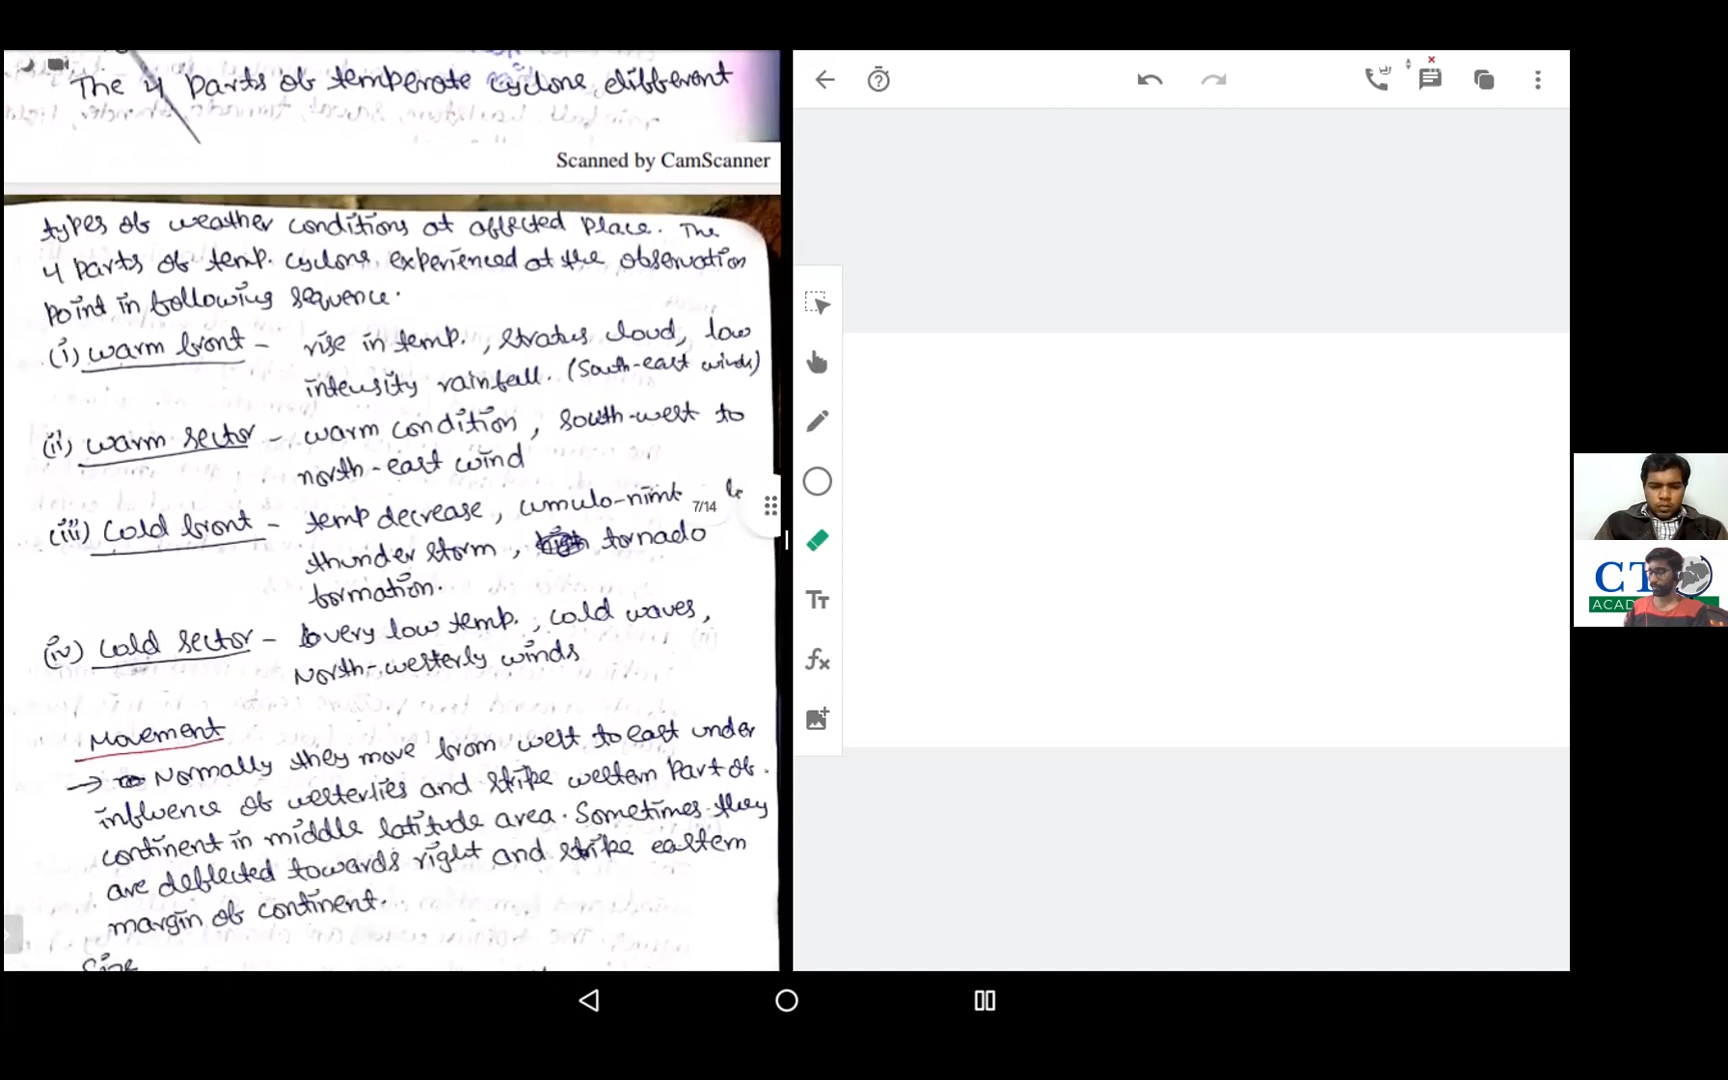 The 4 Parts of temperate cyclone different
Scanned by CamScanner
types of weather conditions at affected place. The
4 parts of temp. cyclone experienced at the observation
point in following sequence.
(i) warm front - rise in temp., stratus cloud, low
intensity rainfall. (South-east winds)
(ii) warm sector - warm condition, south-west to
north-east wind
(iii) cold front - temp decrease, cumulo-nimb
7/14
thunder storm, tornado
formation.
(iv) cold sector - very low temp., cold waves,
North-westerly winds
Movement
→ Normally they move from west to east under
influence of westerlies and strike western part of
continent in middle latitude area. Sometimes they
are deflected towards right and strike eastern
margin of continent.
Size
Tт
fx
CT
ACAD